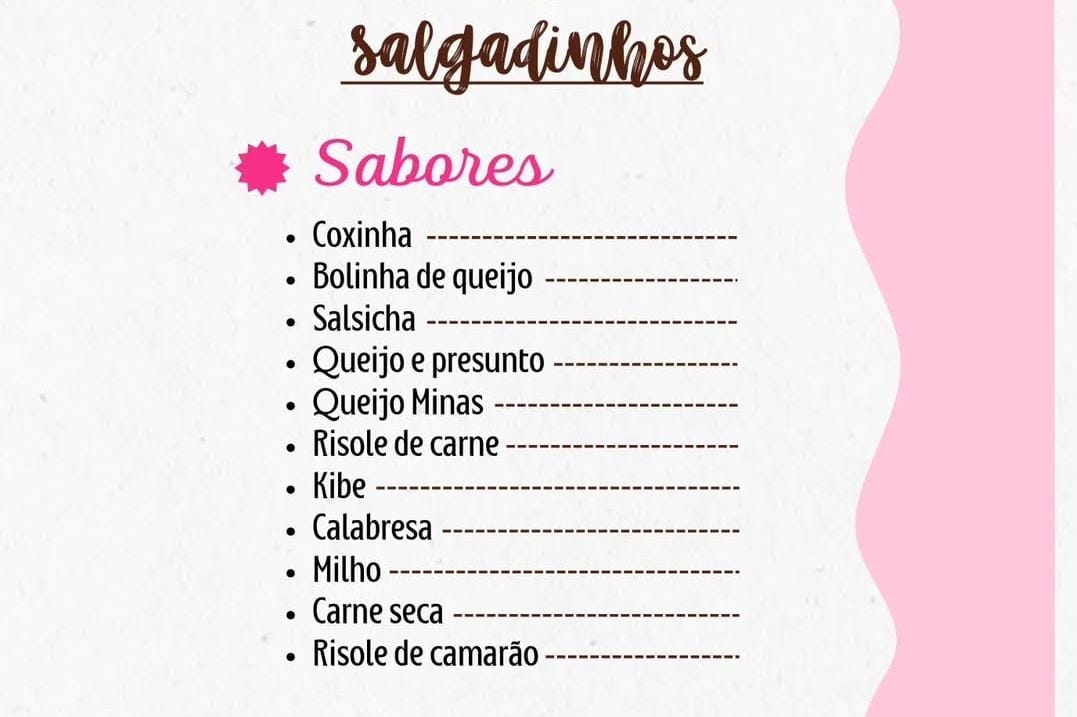 salgadinhos
Sabores
• Coxinha ----------------------------
• Bolinha de queijo -----------------
• Salsicha ----------------------------
• Queijo e presunto ----------------
• Queijo Minas ----------------------
• Risole de carne --------------------
• Kibe ---------------------------------
• Calabresa ---------------------------
• Milho --------------------------------
• Carne seca --------------------------
• Risole de camarão -----------------